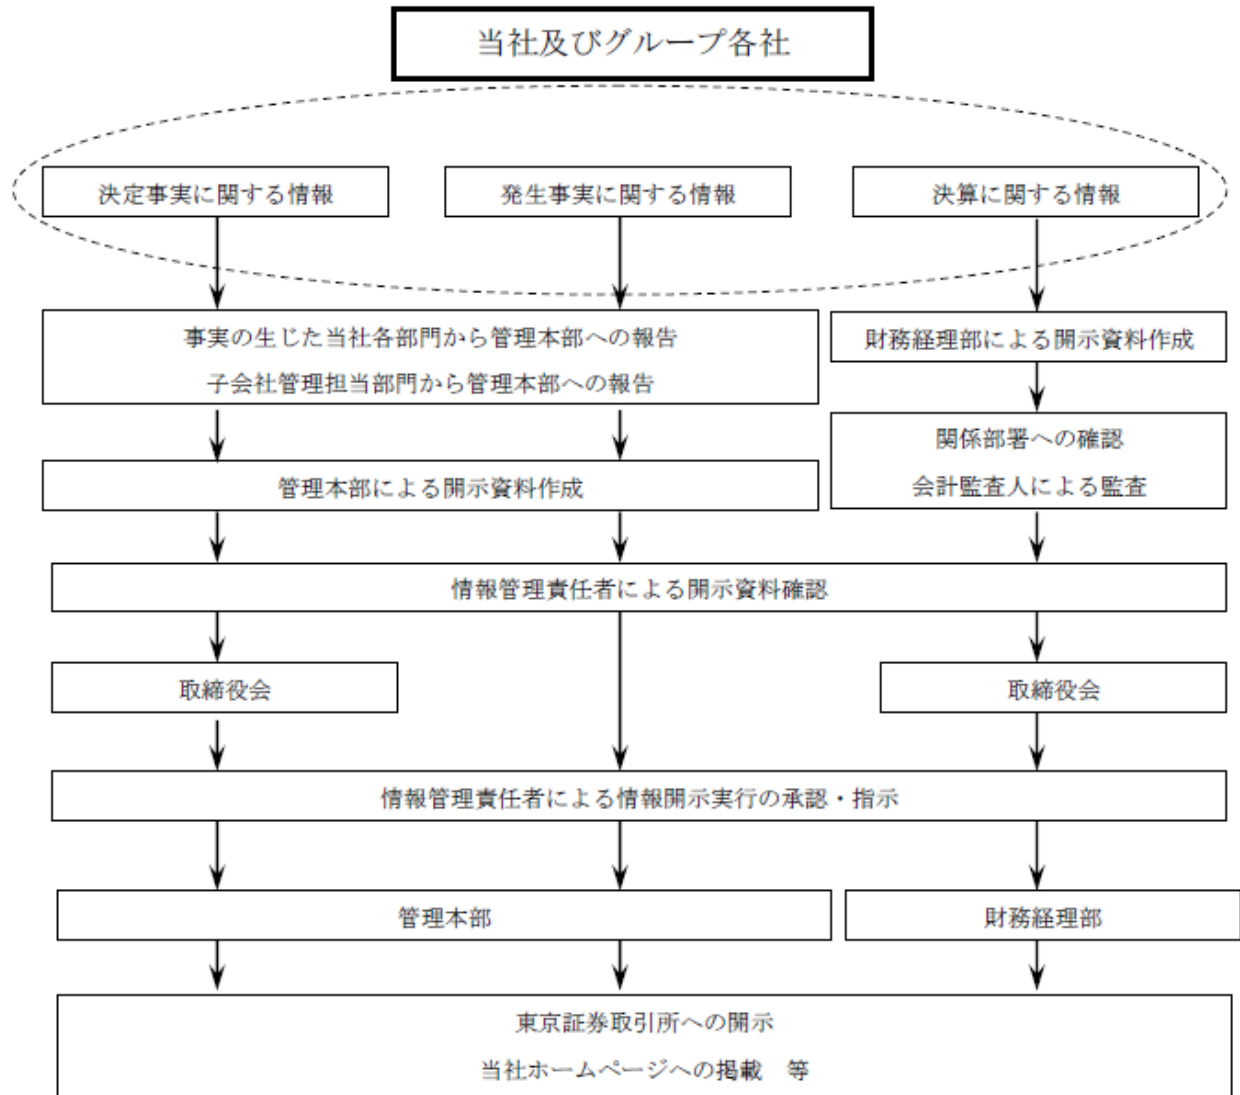 当社及びグループ各社
決定事実に関する情報
発生事実に関する情報
決算に関する情報
事実の生じた当社各部門から管理本部への報告
子会社管理担当部門から管理本部への報告
財務経理部による開示資料作成
関係部署への確認
会計監査人による監査
管理本部による開示資料作成
情報管理責任者による開示資料確認
取締役会
取締役会
情報管理責任者による情報開示実行の承認・指示
管理本部
財務経理部
東京証券取引所への開示
当社ホームページへの掲載　等